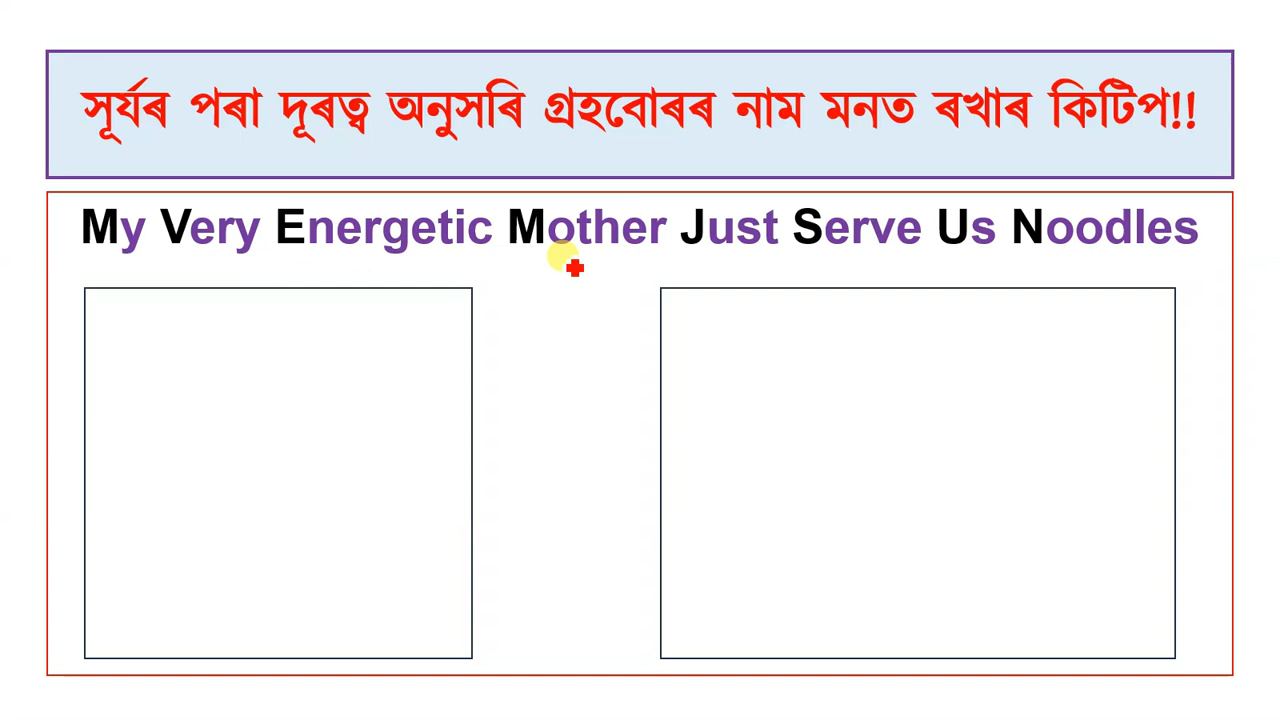 সূৰ্যৰ পৰা দূৰত্ব অনুসৰি গ্ৰহবোৰৰ নাম মনত ৰখাৰ কিটিপ!!
My Very Energetic Mother Just Serve Us Noodles